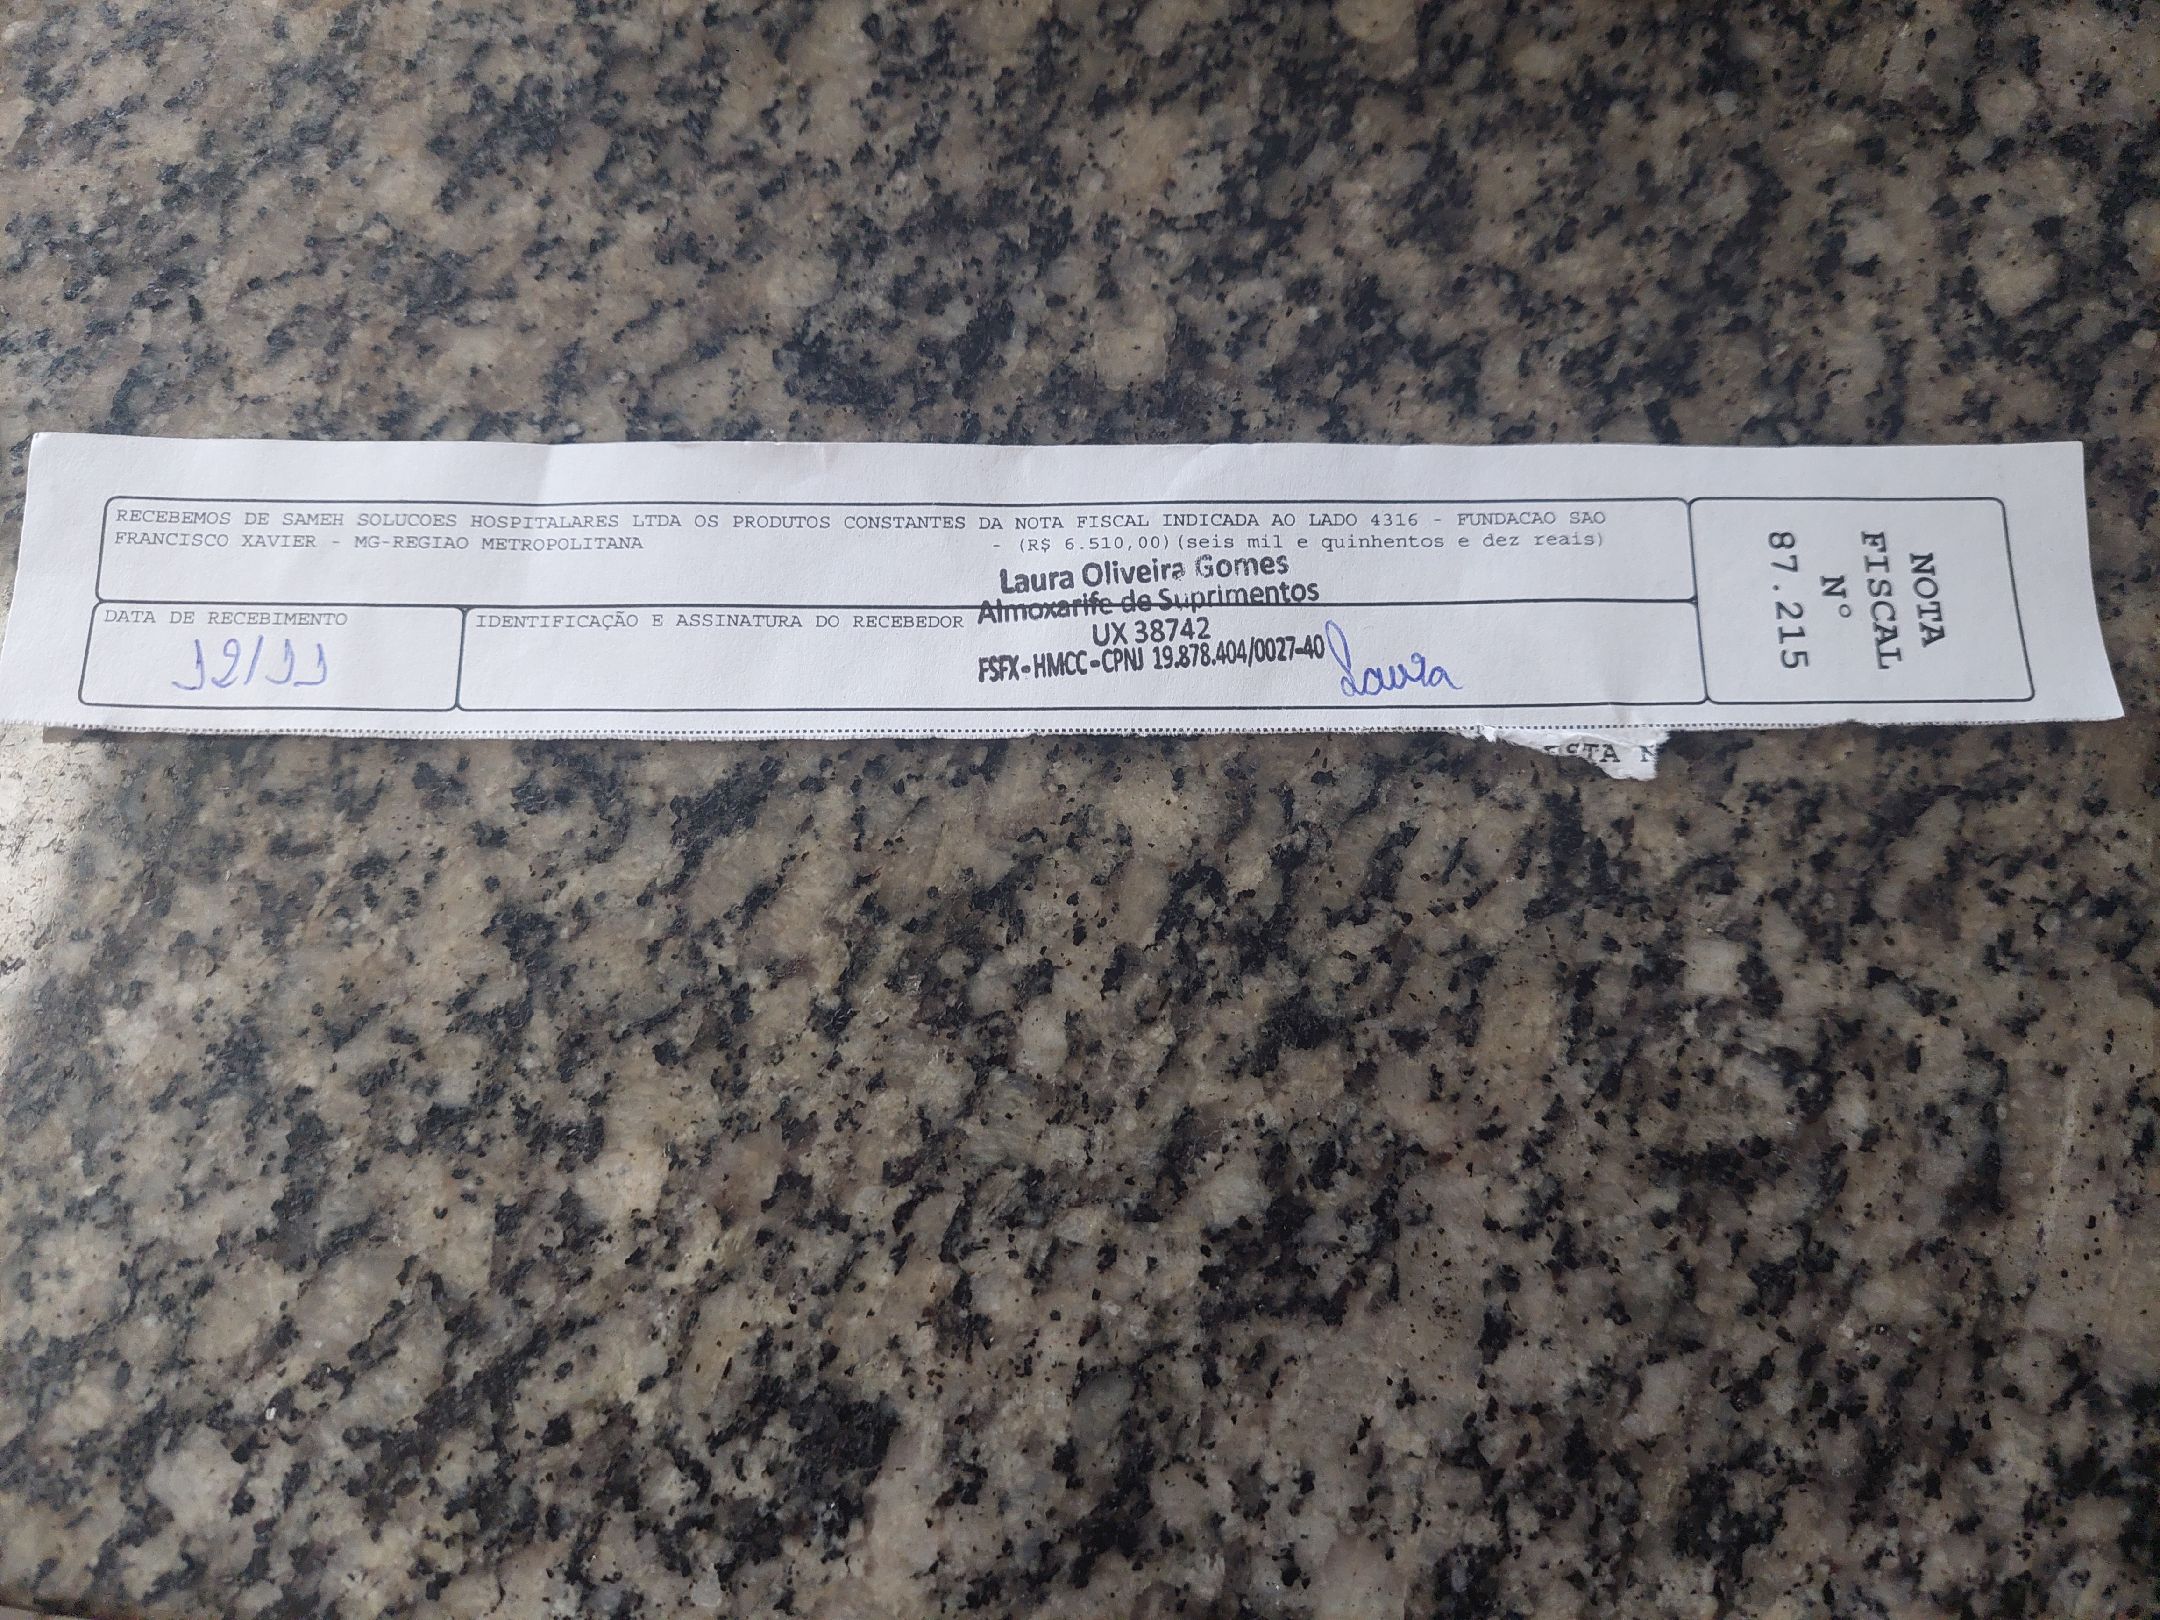 RECEBEMOS DE SAMEH SOLUCOES HOSPITALARES LTDA OS PRODUTOS CONSTANTES DA NOTA FISCAL INDICADA AO LADO 4316 - FUNDACAO SAO
FRANCISCO XAVIER - MG-REGIAO METROPOLITANA - (R$ 6.510,00)(seis mil e quinhentos e dez reais)
Laura Oliveira Gomes
Almoxarife de Suprimentos
UX 38742
FSFX-HMCC-CPNJ 19.878.404/0027-40
Laura
DATA DE RECEBIMENTO
12/11
IDENTIFICAÇÃO E ASSINATURA DO RECEBEDOR
NOTA
FISCAL
Nº
87.215